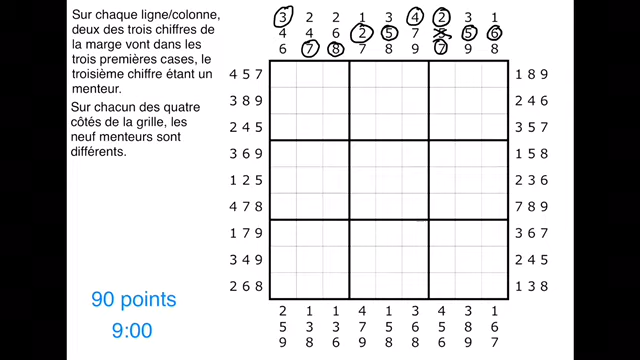 Sur chaque ligne/colonne,
deux des trois chiffres de
la marge vont dans les
trois premières cases, le
troisième chiffre étant un
menteur.
Sur chacun des quatre
côtés de la grille, les
neuf menteurs sont
différents.
90 points
9:00
3 2 2 1 3 4 2 3 1
4 4 6 2 5 7 5 5 6
6 7 8 7 8 9 7 9 8
4 5 7 1 8 9
3 8 9 2 4 6
2 4 5 3 5 7
3 6 9 1 5 8
1 2 5 2 3 6
4 7 8 7 8 9
1 7 9 3 6 7
3 4 9 2 4 5
2 6 8 1 3 8
2 1 1 4 1 3 4 3 1
5 3 3 7 5 6 5 8 6
9 8 6 9 8 8 6 9 7